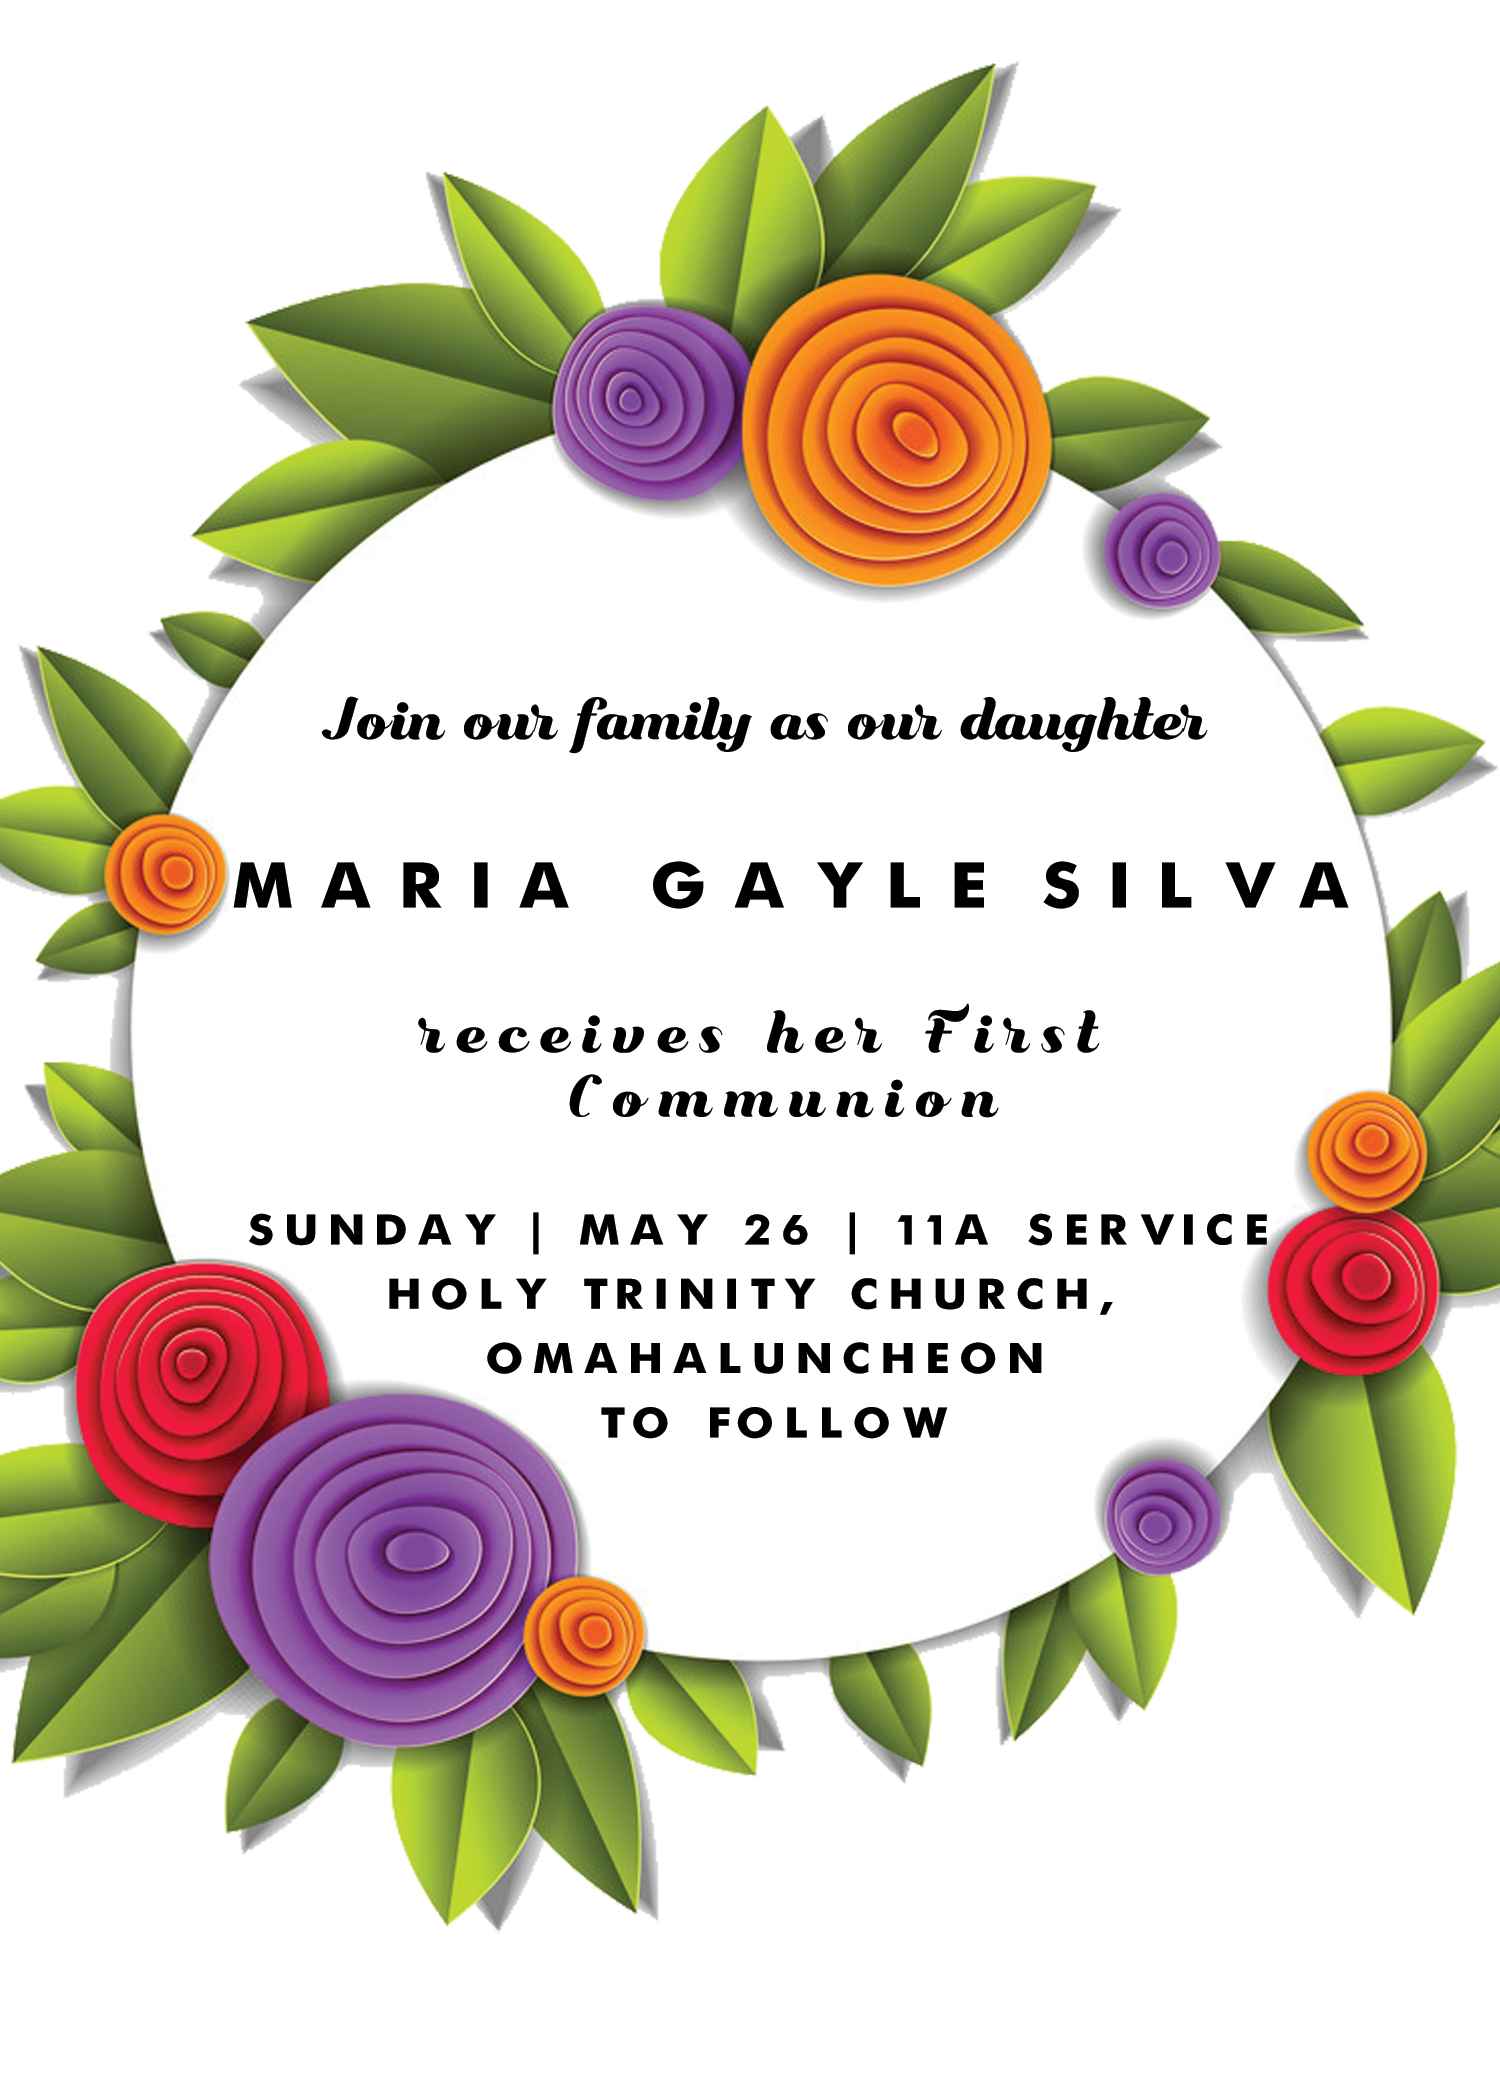 Join our family as our daughter
MARIA GAYLE SILVA
receives her First
Communion
SUNDAY | MAY 26 | 11A SERVICE
HOLY TRINITY CHURCH,
OMAHALUNCHEON
TO FOLLOW